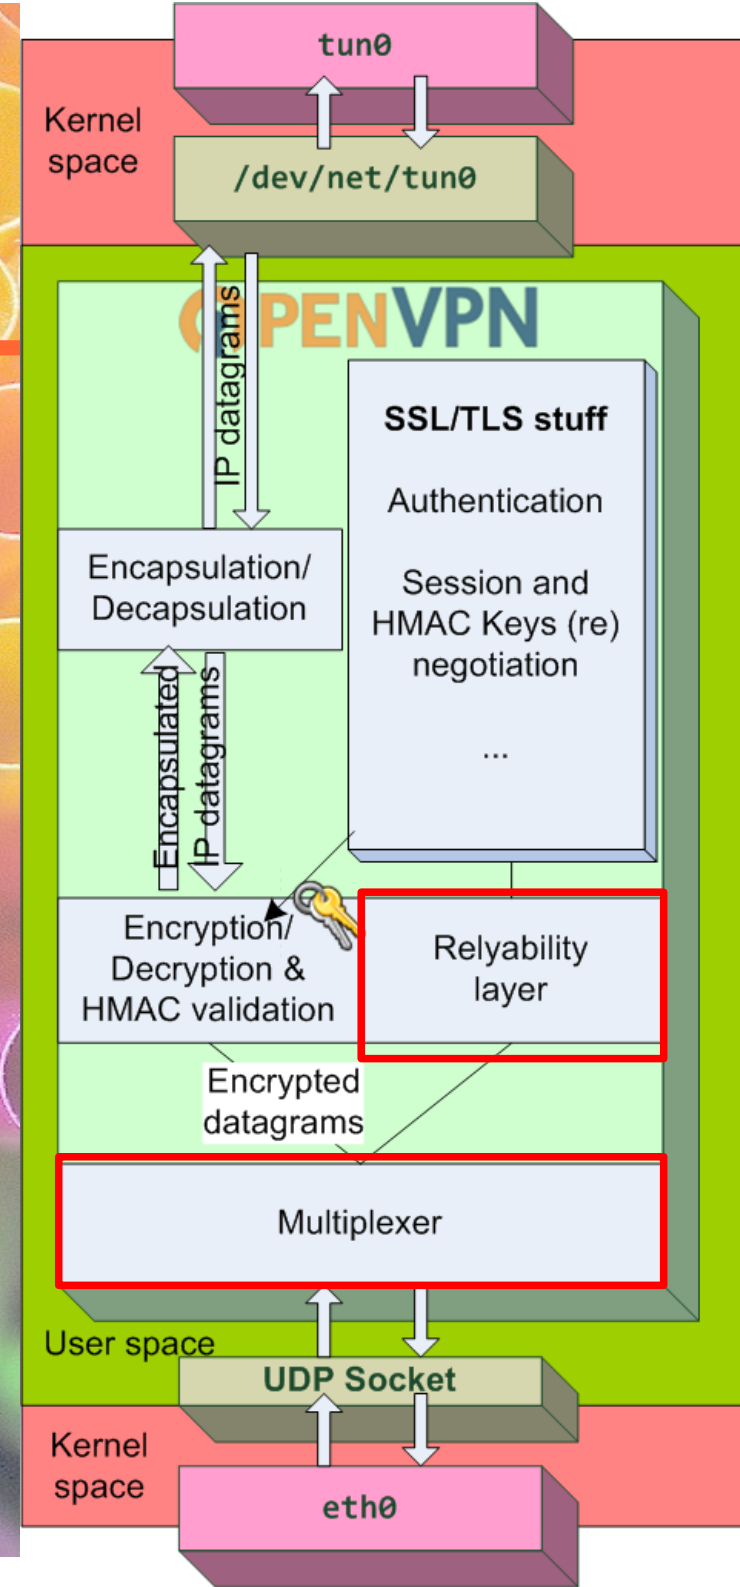 tun0
Kernel
space
/dev/net/tun0
OPENVPN
IP datagrams
SSL/TLS stuff
Authentication
Session and
HMAC Keys (re)
negotiation
...
Encapsulation/
Decapsulation
Encapsulated
IP datagrams
Encryption/
Decryption &
HMAC validation
Relyability
layer
Encrypted
datagrams
Multiplexer
User space
UDP Socket
Kernel
space
eth0